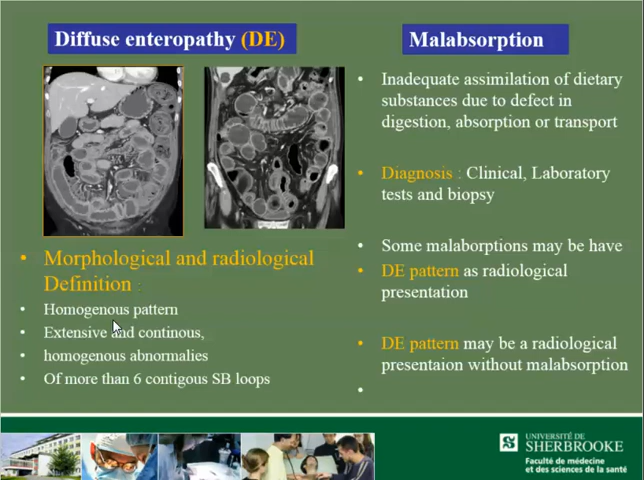 Diffuse enteropathy (DE)
Morphological and radiological
Definition :
Homogenous pattern
Extensive and continous,
homogenous abnormalies
Of more than 6 contigous SB loops
Malabsorption
Inadequate assimilation of dietary
substances due to defect in
digestion, absorption or transport
Diagnosis : Clinical, Laboratory
tests and biopsy
Some malaborptions may be have
DE pattern as radiological
presentation
DE pattern may be a radiological
presentaion without malabsorption
UNIVERSITÉ DE
SHERBROOKE
Faculté de médecine
et des sciences de la santé